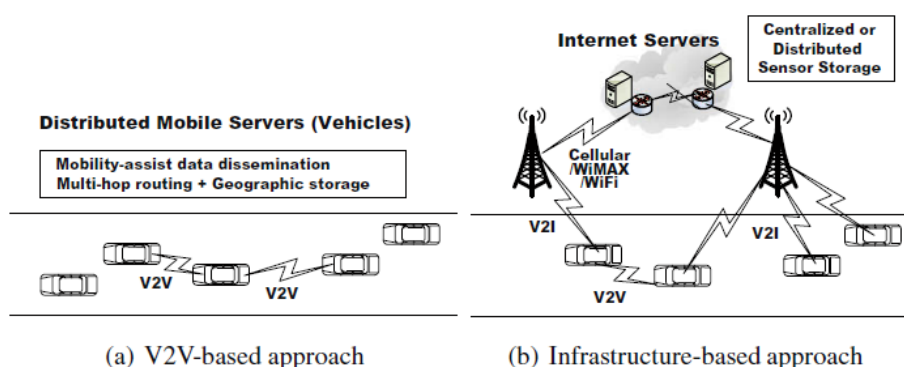 Distributed Mobile Servers (Vehicles)
Mobility-assist data dissemination
Multi-hop routing + Geographic storage
V2V
V2V
(a) V2V-based approach
Internet Servers
Centralized or
Distributed
Sensor Storage
Cellular
/WiMAX
/WiFi
V2I
V2I
V2V
(b) Infrastructure-based approach